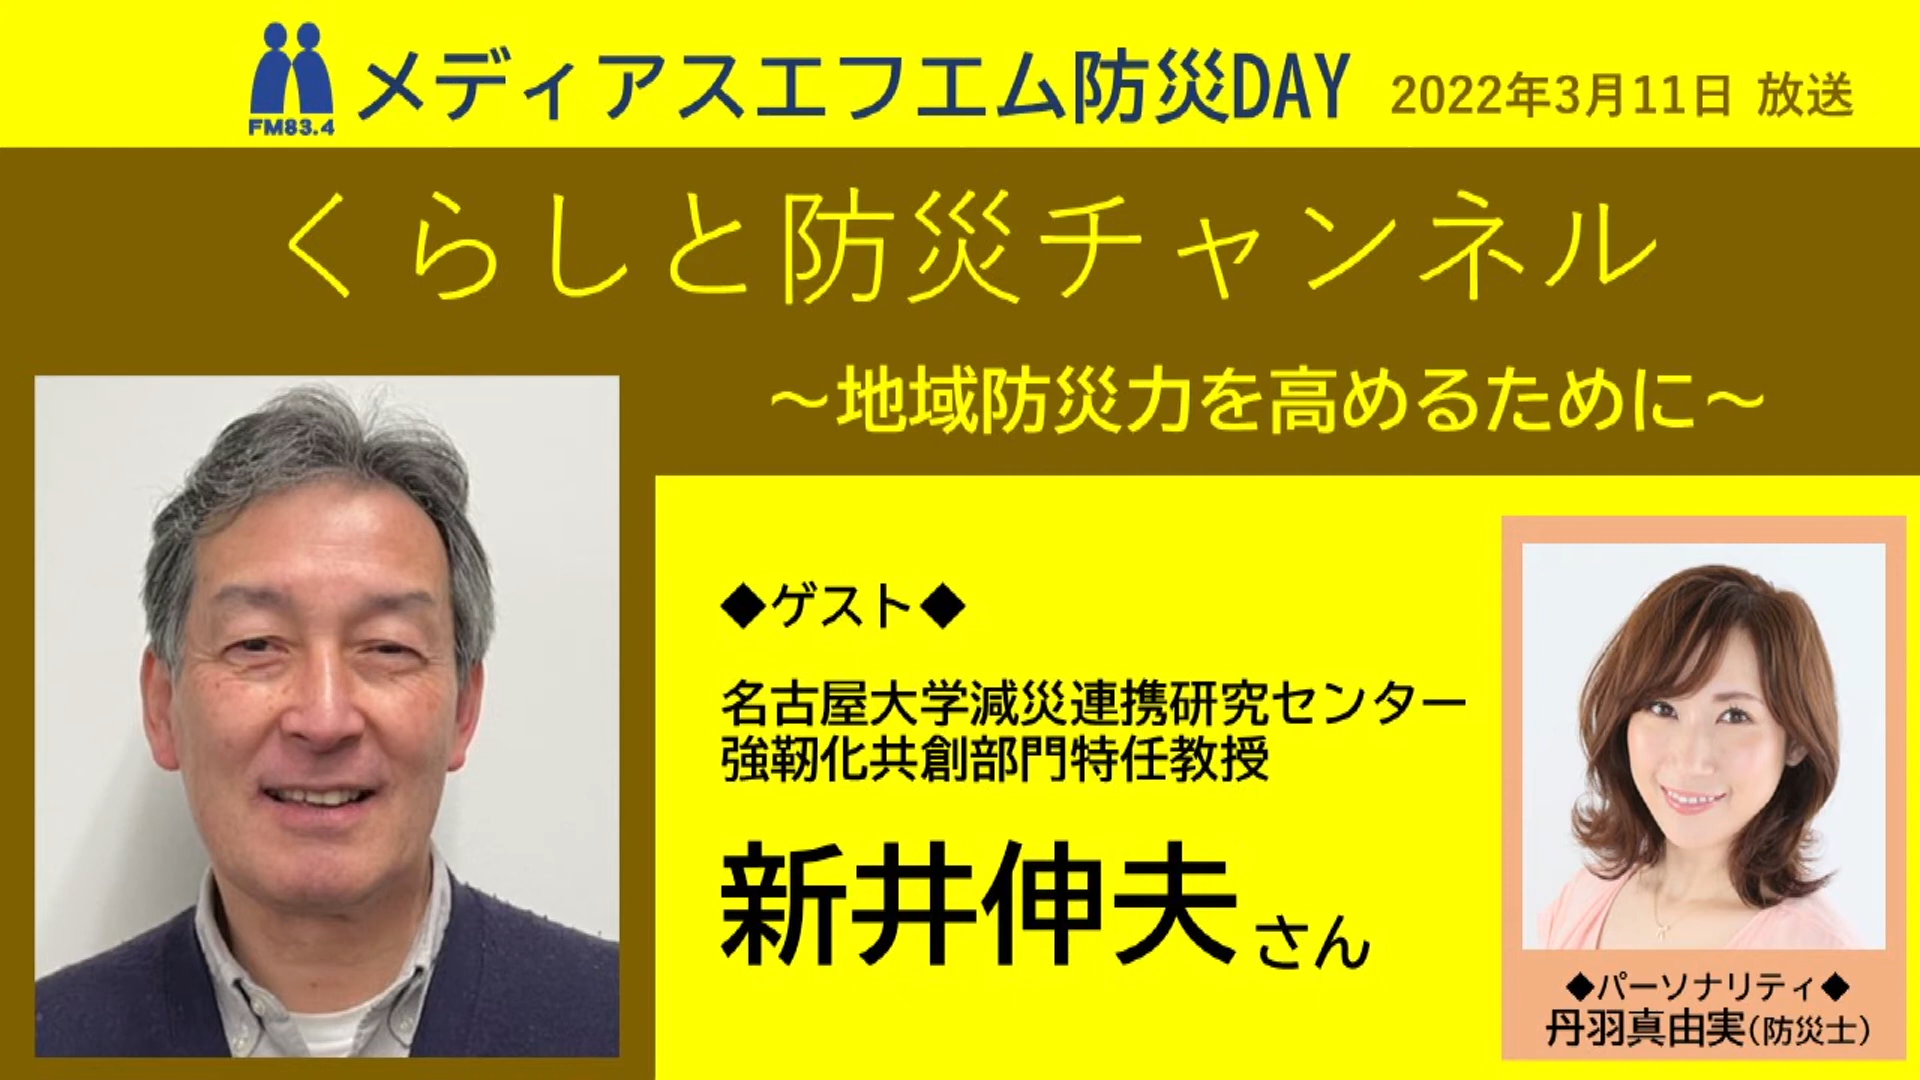 FM83.4
メディアスエフエム防災DAY 2022年3月11日 放送
くらしと防災チャンネル
～地域防災力を高めるために～
◆ゲスト◆
名古屋大学減災連携研究センター
強靭化共創部門特任教授
新井伸夫さん
◆パーソナリティ◆
丹羽真由実(防災士)